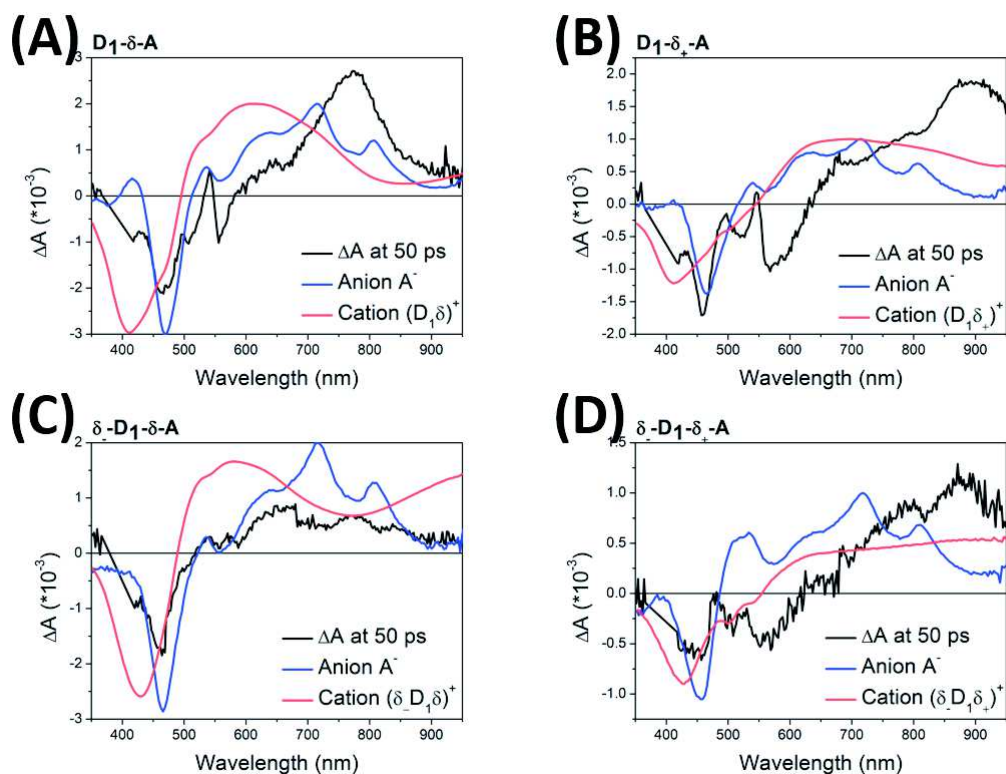 (A)
D₁-δ-A
3
2
1
0
-1
-2
-3
ΔA (*10⁻³)
ΔA at 50 ps
Anion A⁻
Cation (D₁δ)⁺
400 500 600 700 800 900
Wavelength (nm)
(B)
D₁-δ₊-A
2.0
1.5
1.0
0.5
0.0
-0.5
-1.0
-1.5
-2.0
ΔA (*10⁻³)
ΔA at 50 ps
Anion A⁻
Cation (D₁δ₊)⁺
400 500 600 700 800 900
Wavelength (nm)
(C)
δ₋-D₁-δ-A
2
1
0
-1
-2
-3
ΔA (*10⁻³)
ΔA at 50 ps
Anion A⁻
Cation (δ₋D₁δ)⁺
400 500 600 700 800 900
Wavelength (nm)
(D)
δ₋-D₁-δ₊-A
1.5
1.0
0.5
0.0
-0.5
-1.0
ΔA (*10⁻³)
ΔA at 50 ps
Anion A⁻
Cation (δ₋D₁δ₊)⁺
400 500 600 700 800 900
Wavelength (nm)